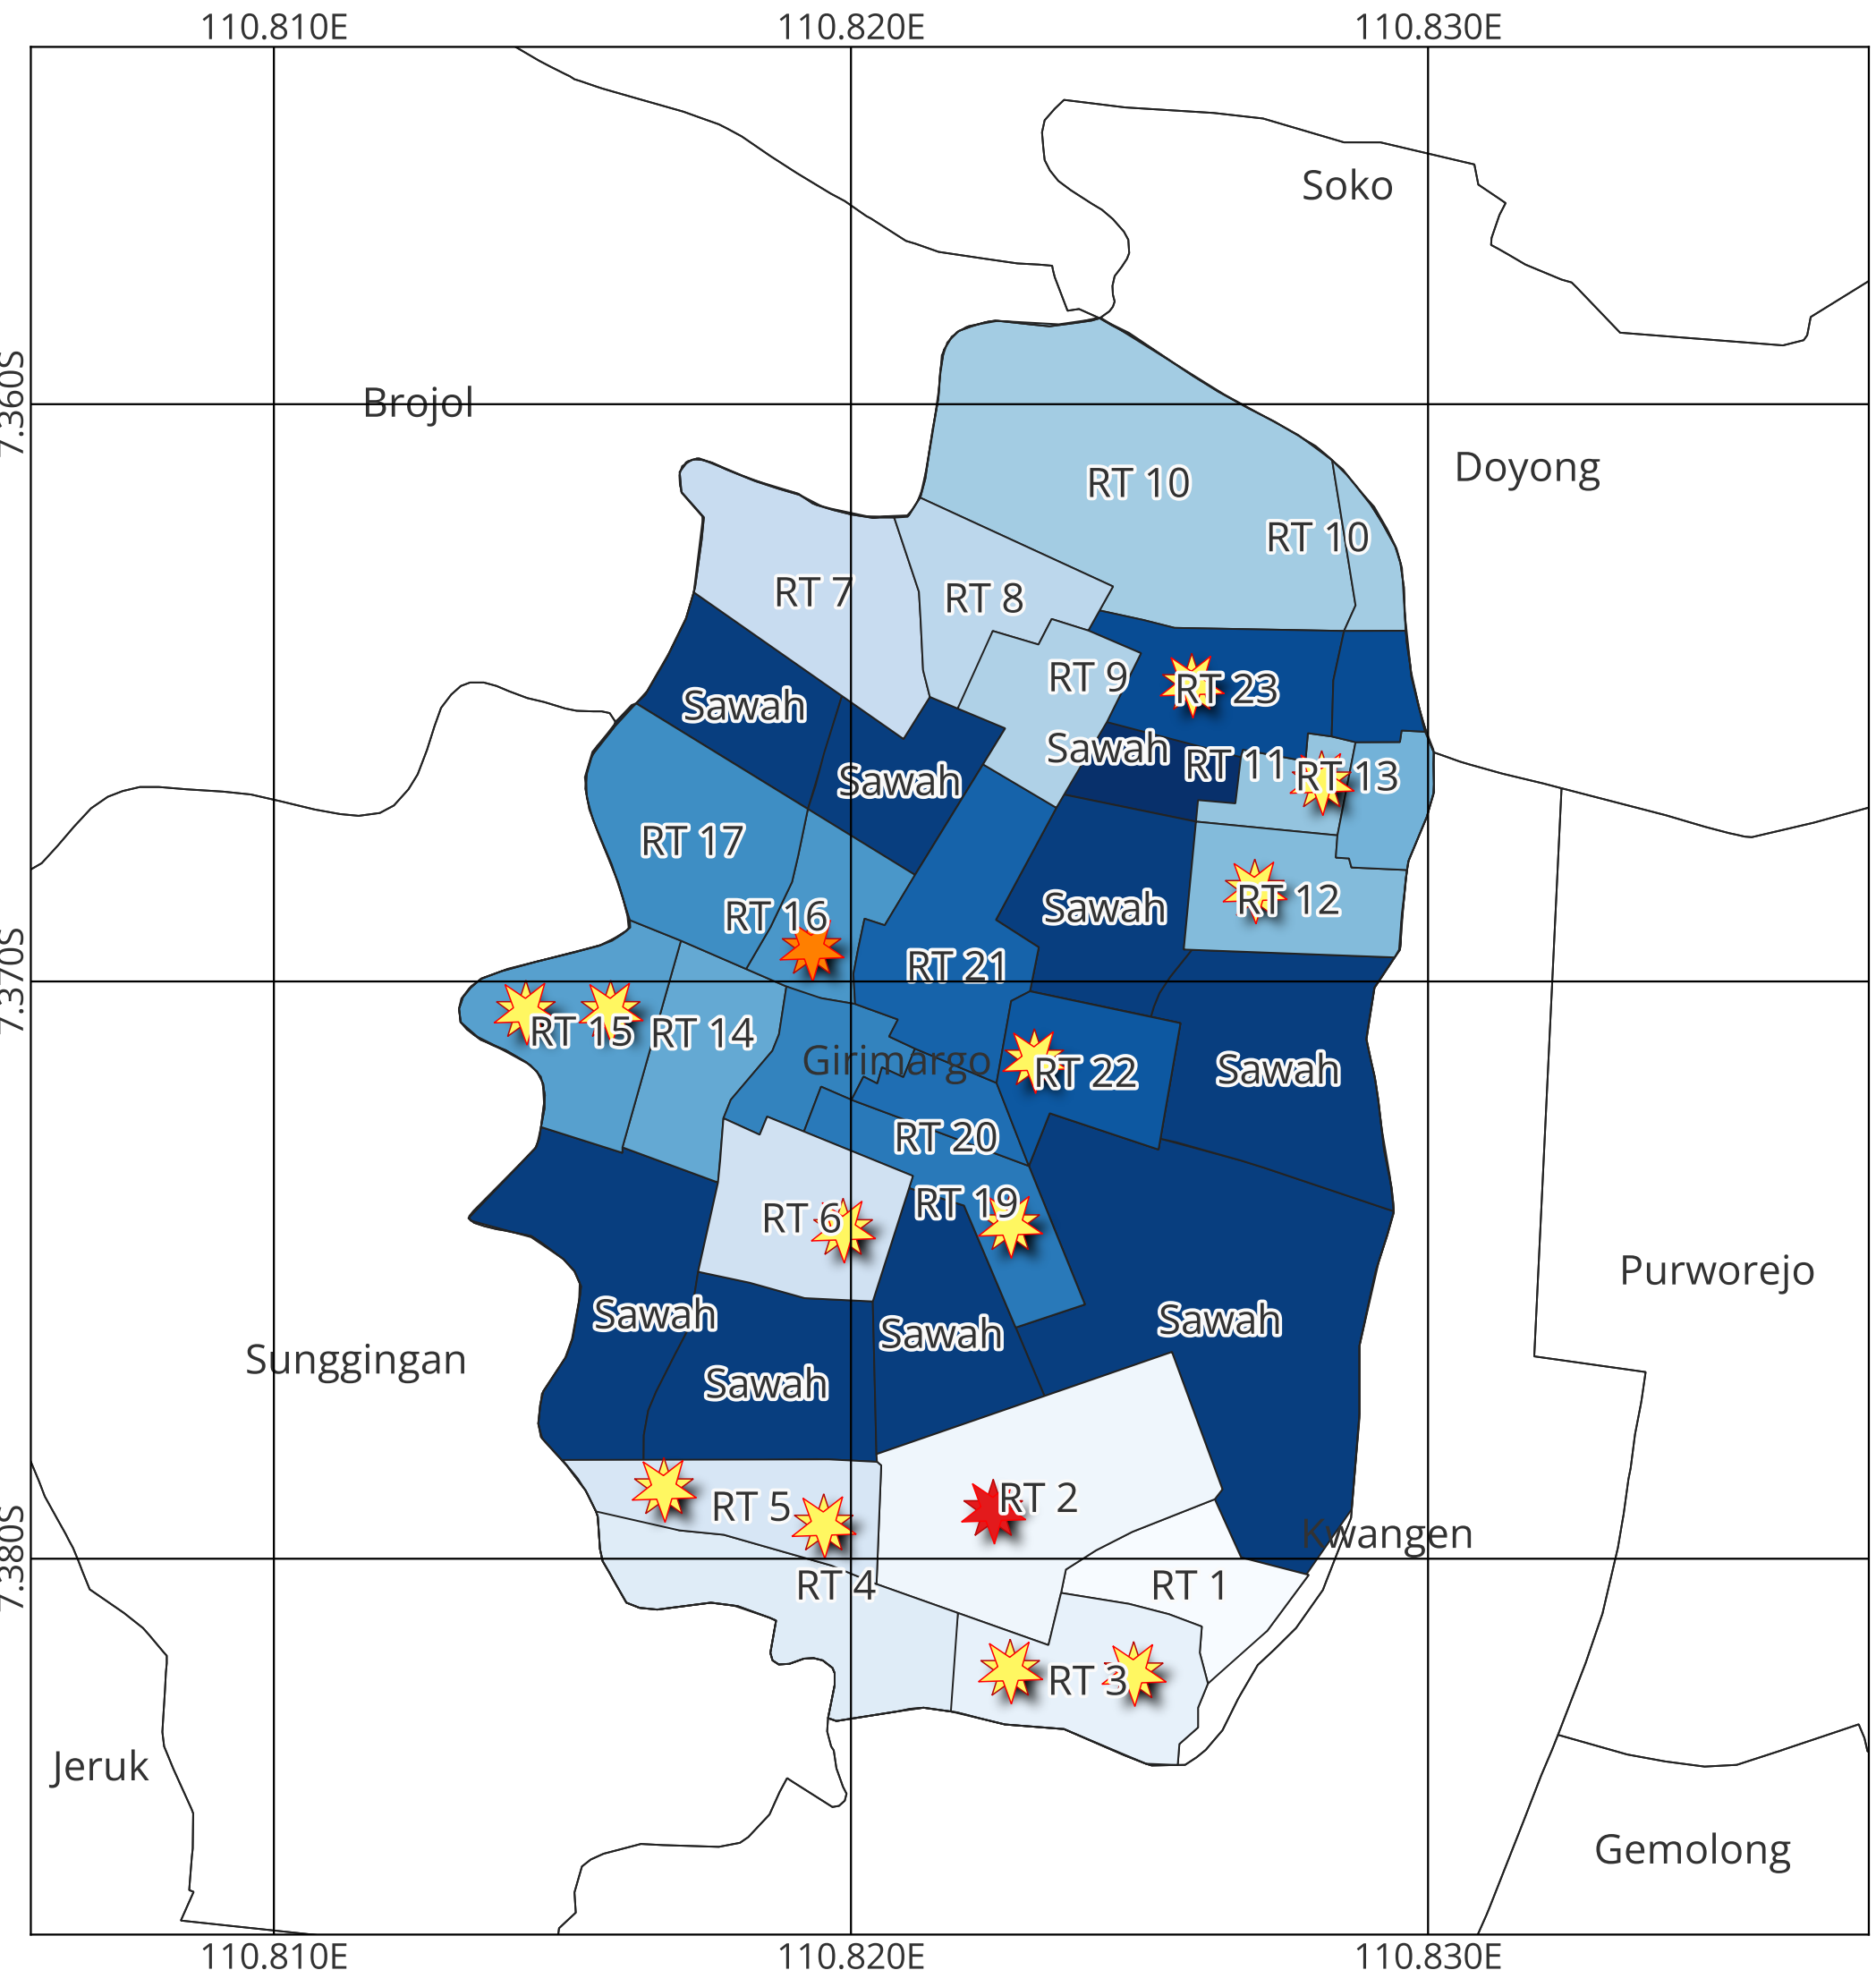 110.810E
110.820E
110.830E
Soko
7.360S
Brojol
Doyong
RT 10
RT 10
RT 7
RT 8
RT 9
RT 23
Sawah
Sawah
RT 11
RT 13
Sawah
RT 17
RT 12
Sawah
RT 16
RT 21
7.370S
RT 15
RT 14
Girimargo
RT 22
Sawah
RT 20
RT 19
RT 6
Purworejo
Sawah
Sawah
Sawah
Sunggingan
Sawah
RT 5
RT 2
Kwangen
7.380S
RT 4
RT 1
RT 3
Jeruk
Gemolong
110.810E
110.820E
110.830E